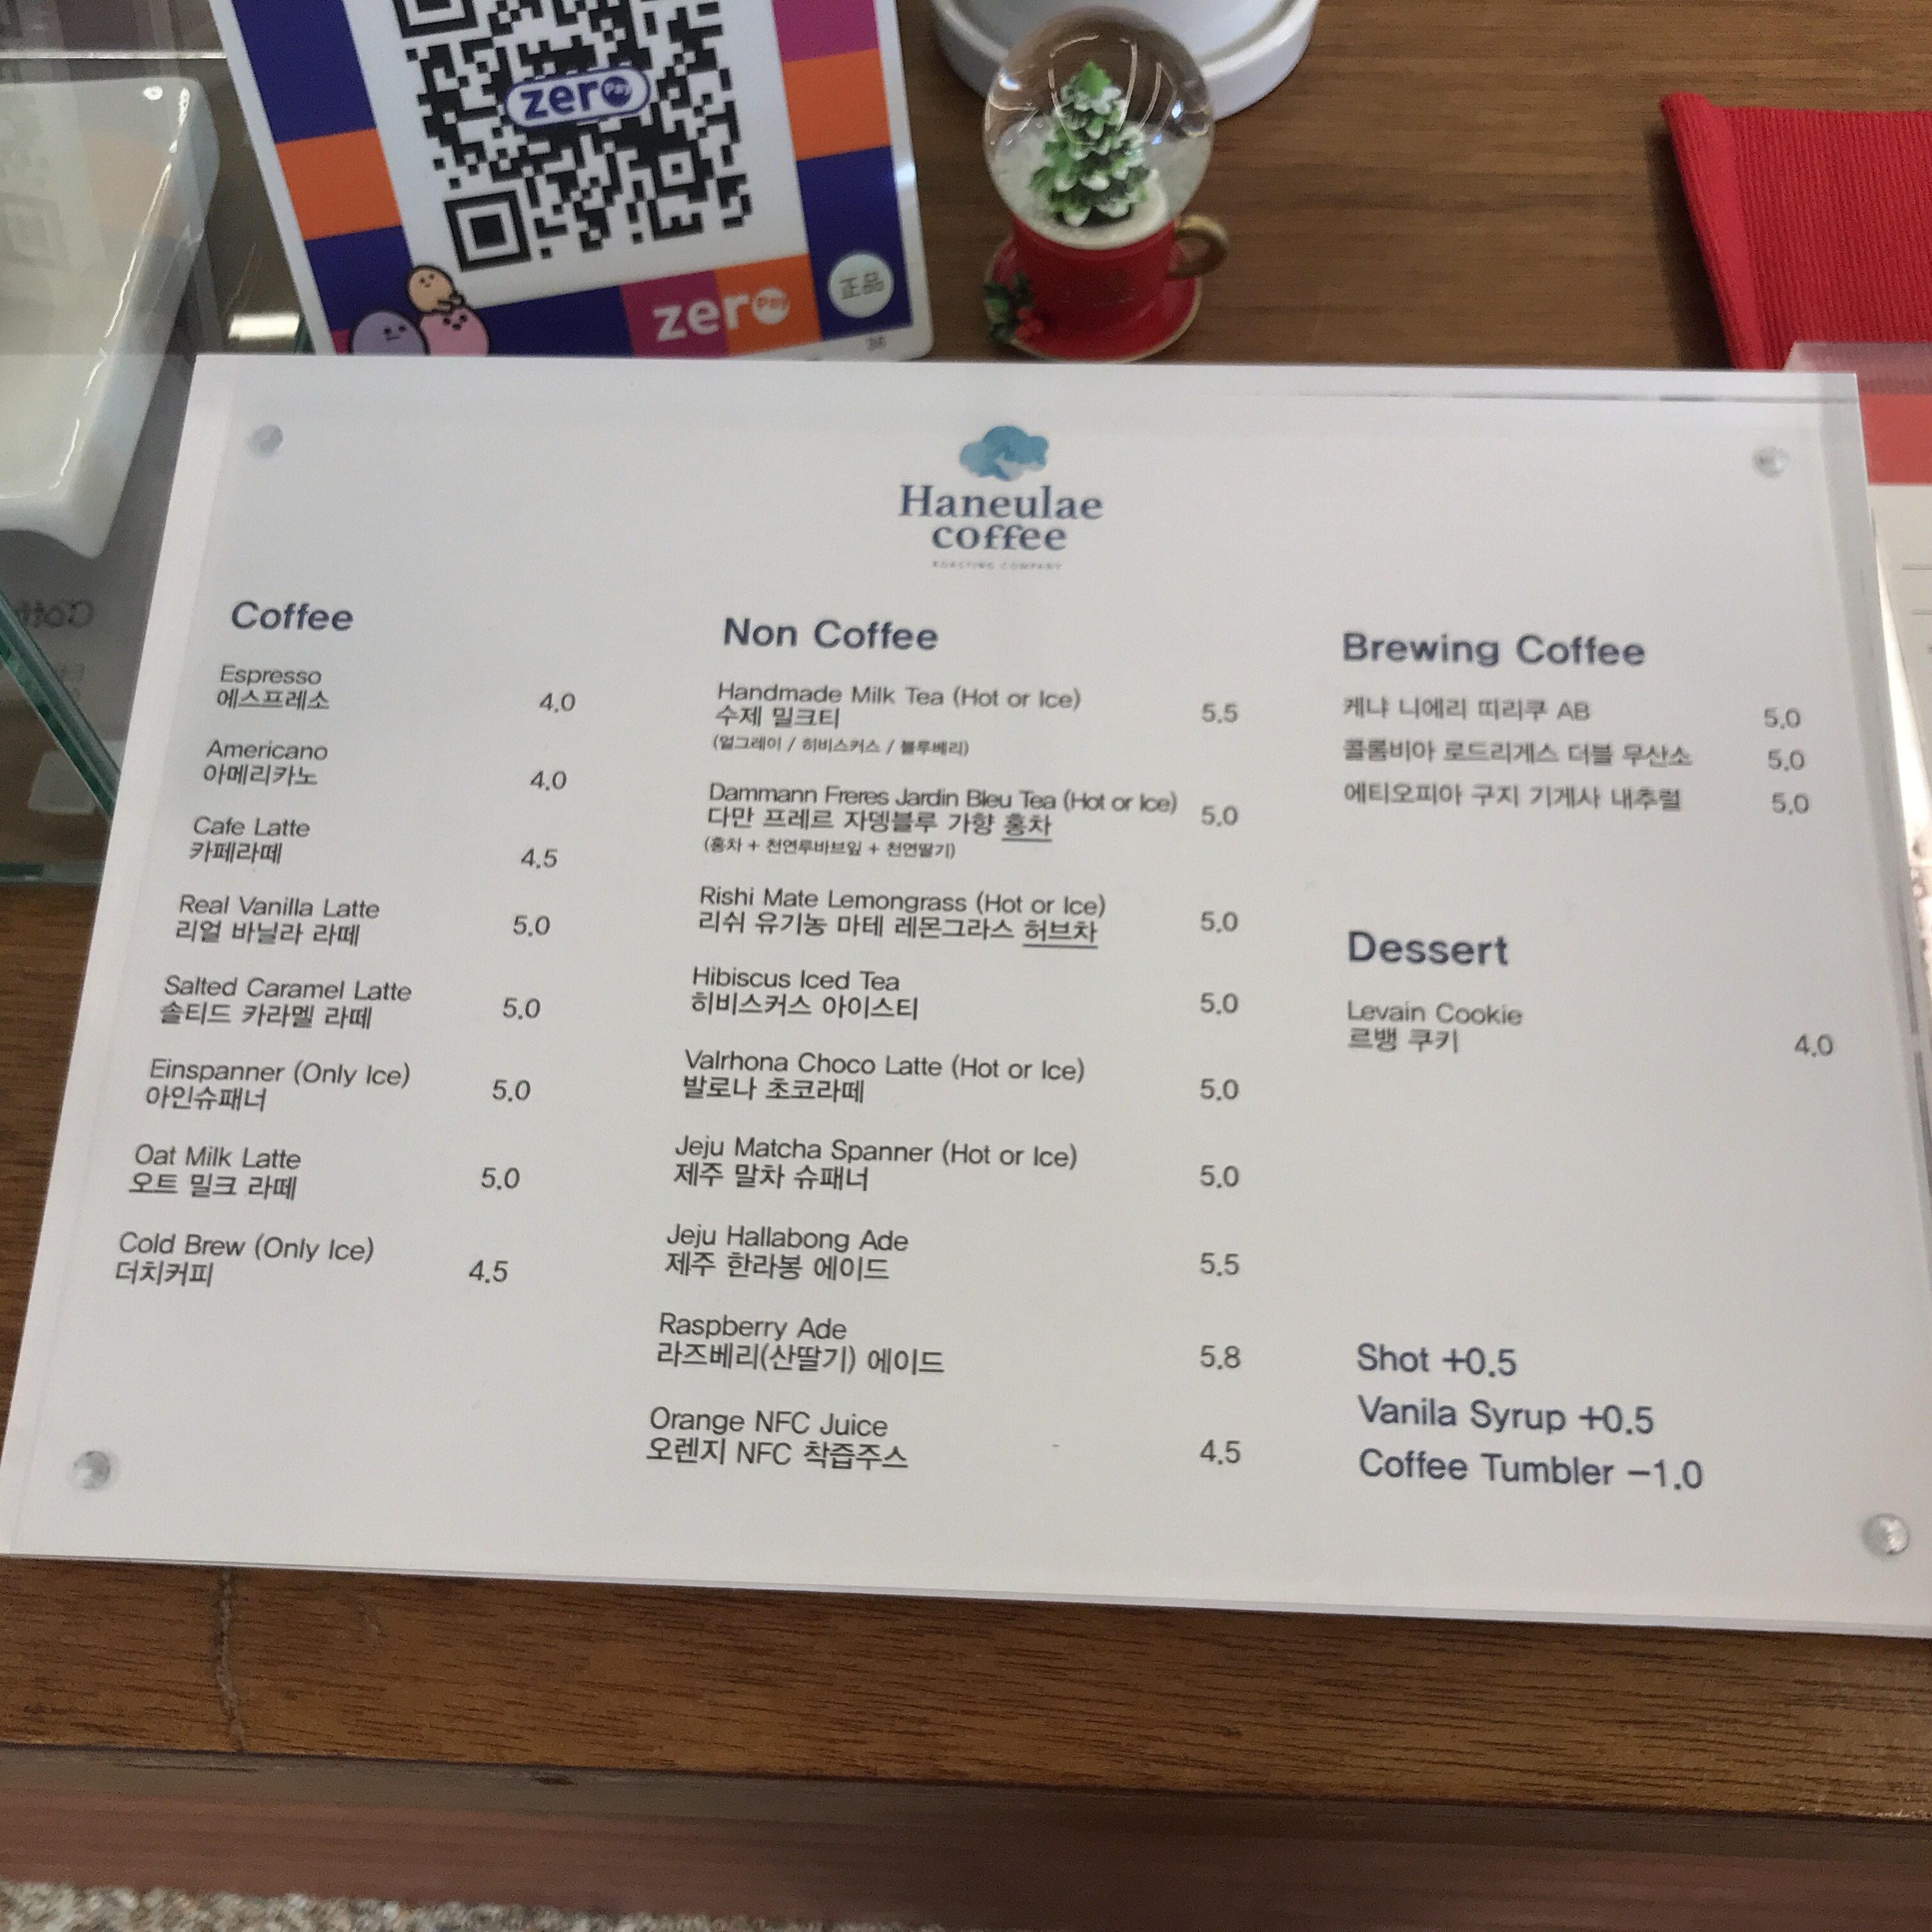 zero Pay
zero Pay
正品
36
Haneulae
coffee
ROASTING COMPANY
Coffee
Espresso
에스프레소 4.0
Americano
아메리카노 4.0
Cafe Latte
카페라떼 4.5
Real Vanilla Latte
리얼 바닐라 라떼 5.0
Salted Caramel Latte
솔티드 카라멜 라떼 5.0
Einspanner (Only Ice)
아인슈패너 5.0
Oat Milk Latte
오트 밀크 라떼 5.0
Cold Brew (Only Ice)
더치커피 4.5
Non Coffee
Handmade Milk Tea (Hot or Ice)
수제 밀크티 5.5
(얼그레이 / 히비스커스 / 블루베리)
Dammann Freres Jardin Bleu Tea (Hot or Ice)
다만 프레르 자뎅블루 가향 홍차 5.0
(홍차 + 천연루바브잎 + 천연딸기)
Rishi Mate Lemongrass (Hot or Ice)
리쉬 유기농 마테 레몬그라스 허브차 5.0
Hibiscus Iced Tea
히비스커스 아이스티 5.0
Valrhona Choco Latte (Hot or Ice)
발로나 초코라떼 5.0
Jeju Matcha Spanner (Hot or Ice)
제주 말차 슈패너 5.0
Jeju Hallabong Ade
제주 한라봉 에이드 5.5
Raspberry Ade
라즈베리(산딸기) 에이드 5.8
Orange NFC Juice
오렌지 NFC 착즙주스 4.5
Brewing Coffee
케냐 니에리 띠리쿠 AB 5.0
콜롬비아 로드리게스 더블 무산소 5.0
에티오피아 구지 기게사 내추럴 5.0
Dessert
Levain Cookie
르뱅 쿠키 4.0
Shot +0.5
Vanila Syrup +0.5
Coffee Tumbler -1.0